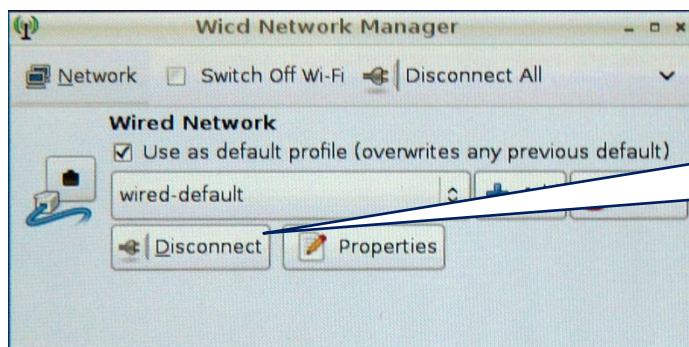 Wicd Network Manager
Network Switch Off Wi-Fi Disconnect All
Wired Network
Use as default profile (overwrites any previous default)
wired-default
Disconnect Properties